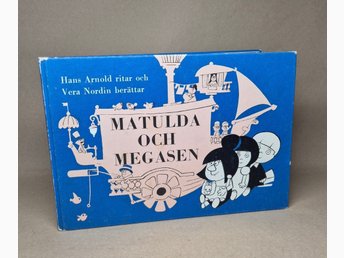 Hans Arnold ritar och
Vera Nordin berättar
MATULDA
OCH
MEGASEN